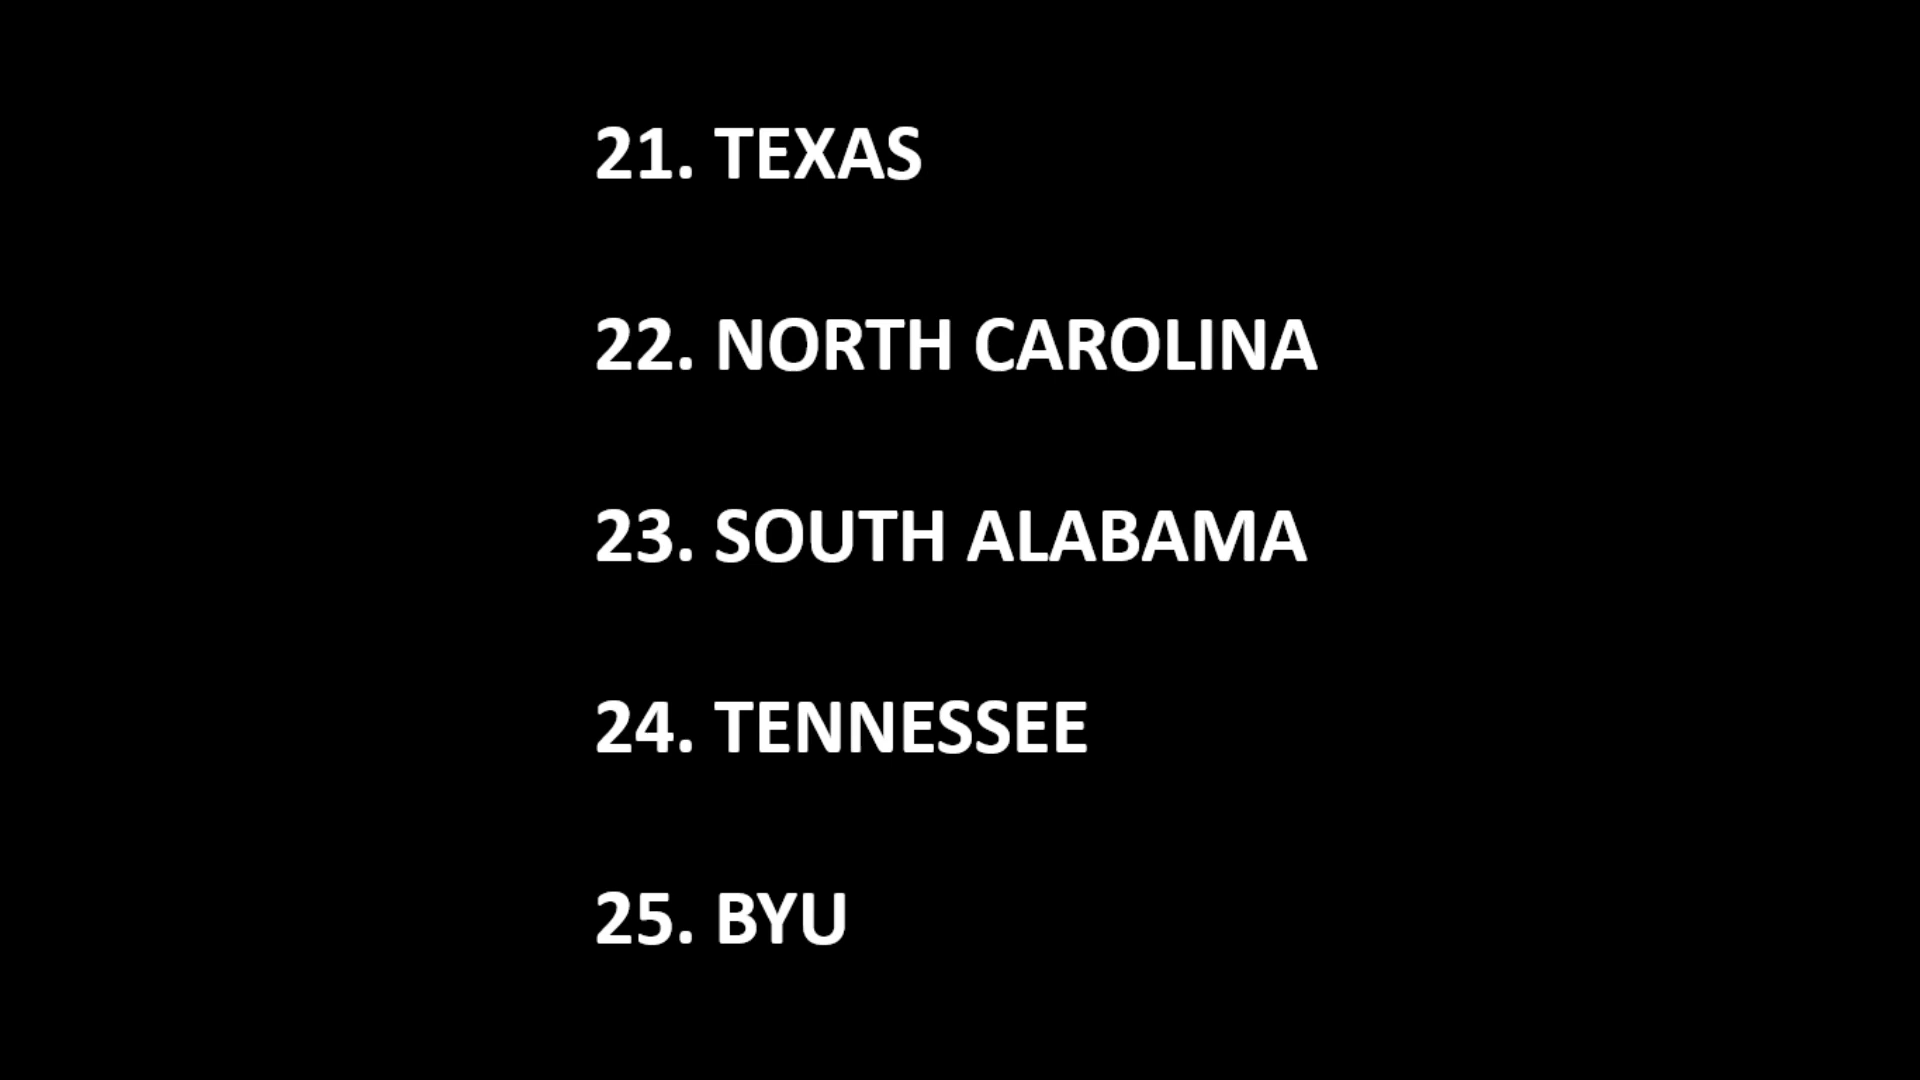 21. TEXAS
22. NORTH CAROLINA
23. SOUTH ALABAMA
24. TENNESSEE
25. BYU